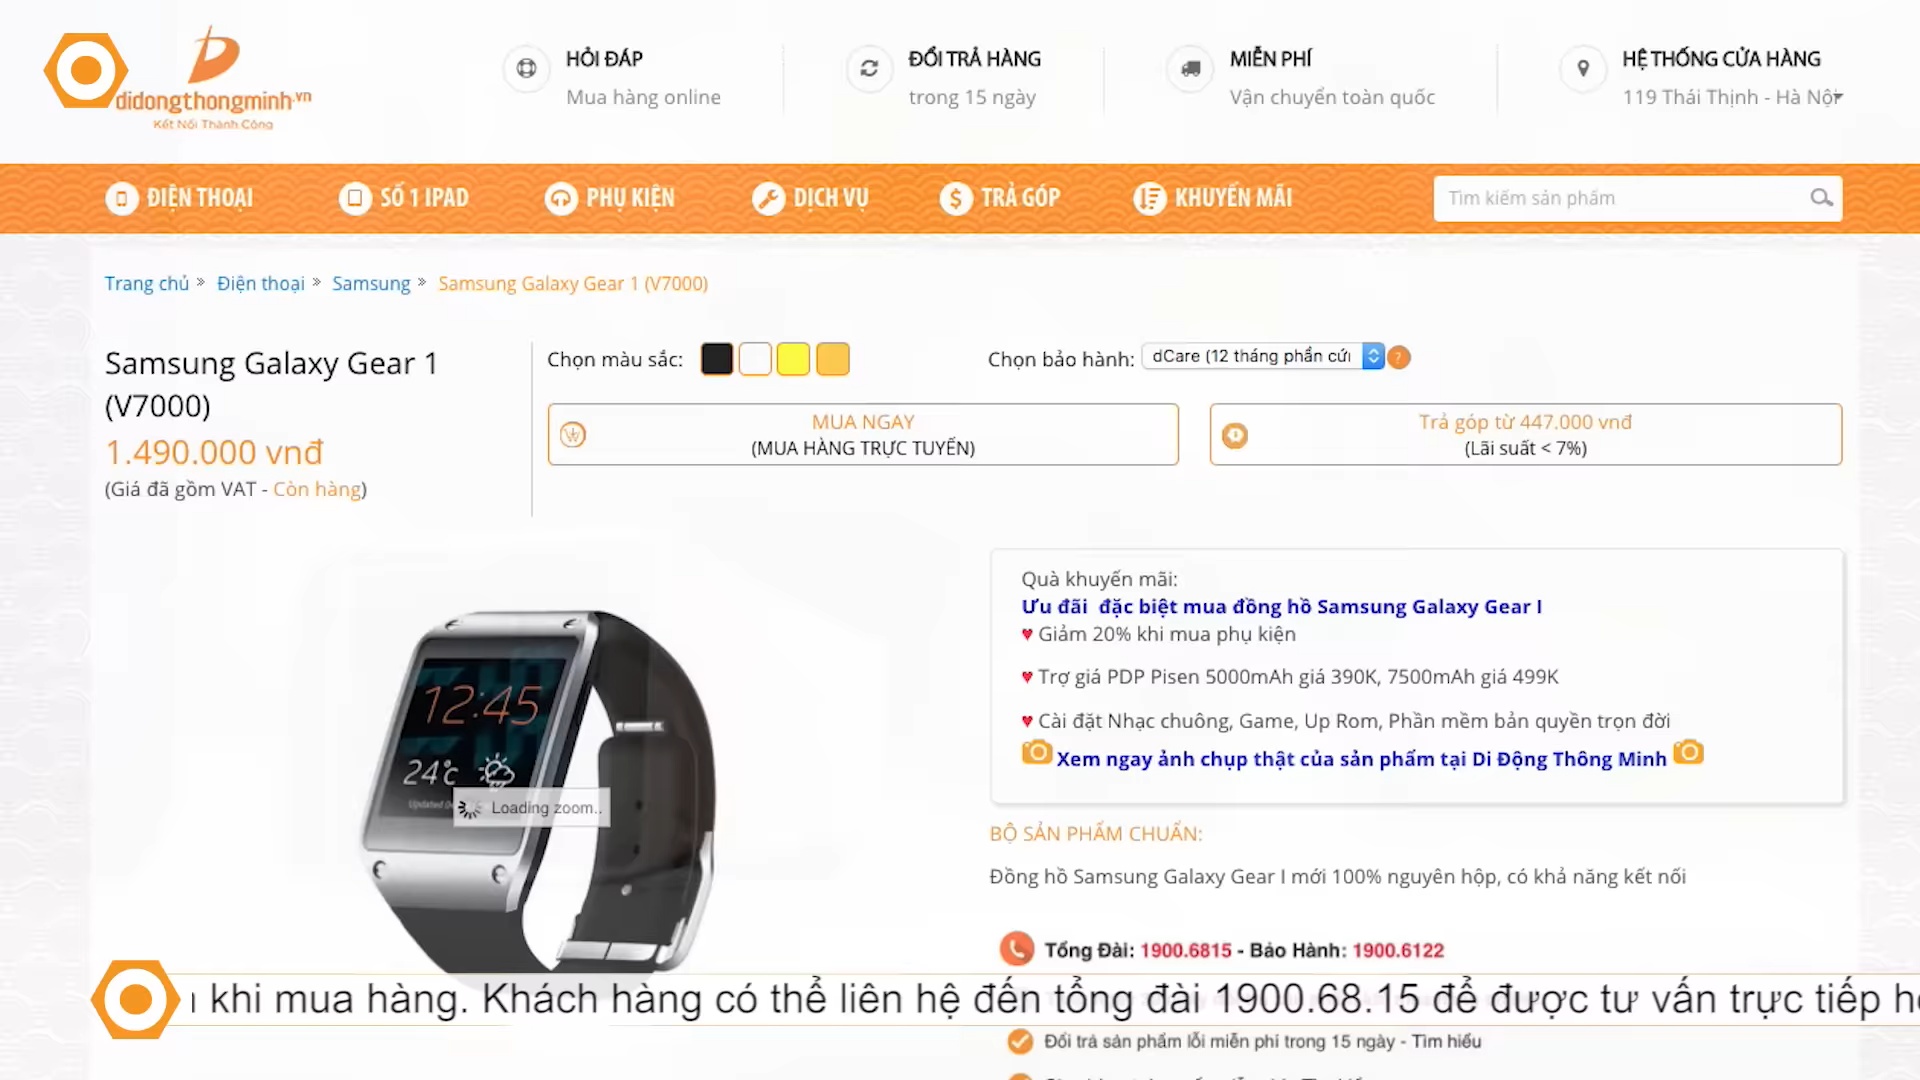 didongthongminh.vn
Kết Nối Thành Công
HỎI ĐÁP
Mua hàng online
ĐỔI TRẢ HÀNG
trong 15 ngày
MIỄN PHÍ
Vận chuyển toàn quốc
HỆ THỐNG CỬA HÀNG
119 Thái Thịnh - Hà Nội
ĐIỆN THOẠI
SỐ 1 IPAD
PHỤ KIỆN
DỊCH VỤ
TRẢ GÓP
KHUYẾN MÃI
Tìm kiếm sản phẩm
Trang chủ » Điện thoại » Samsung » Samsung Galaxy Gear 1 (V7000)
Samsung Galaxy Gear 1
(V7000)
1.490.000 vnđ
(Giá đã gồm VAT - Còn hàng)
Chọn màu sắc:
Chọn bảo hành: dCare (12 tháng phần cứ
?
MUA NGAY
(MUA HÀNG TRỰC TUYẾN)
Trả góp từ 447.000 vnđ
(Lãi suất < 7%)
12:45
24°c
Updated
Loading zoom..
Quà khuyến mãi:
Ưu đãi đặc biệt mua đồng hồ Samsung Galaxy Gear I
♥ Giảm 20% khi mua phụ kiện
♥ Trợ giá PDP Pisen 5000mAh giá 390K, 7500mAh giá 499K
♥ Cài đặt Nhạc chuông, Game, Up Rom, Phần mềm bản quyền trọn đời
Xem ngay ảnh chụp thật của sản phẩm tại Di Động Thông Minh
BỘ SẢN PHẨM CHUẨN:
Đồng hồ Samsung Galaxy Gear I mới 100% nguyên hộp, có khả năng kết nối
Tổng Đài: 1900.6815 - Bảo Hành: 1900.6122
khi mua hàng. Khách hàng có thể liên hệ đến tổng đài 1900.68.15 để được tư vấn trực tiếp h
Đổi trả sản phẩm lỗi miễn phí trong 15 ngày - Tìm hiểu